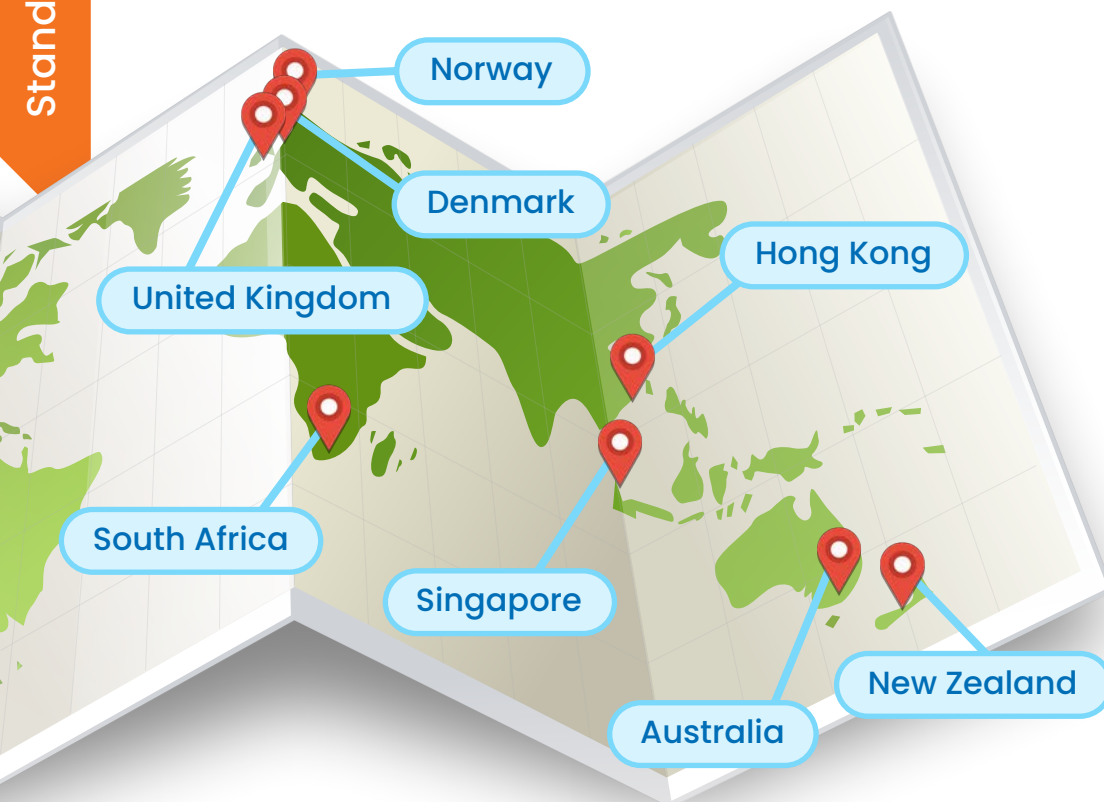 Stand
Norway
Denmark
Hong Kong
United Kingdom
South Africa
Singapore
New Zealand
Australia